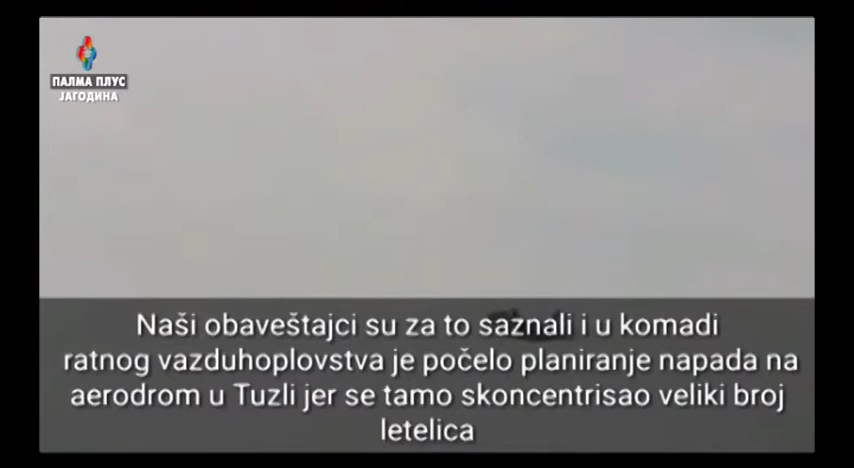 ПАЛМА ПЛУС
ЈАГОДИНА
Naši obaveštajci su za to saznali i u komadi
ratnog vazduhoplovstva je počelo planiranje napada na
aerodrom u Tuzli jer se tamo skoncentrisao veliki broj
letelica